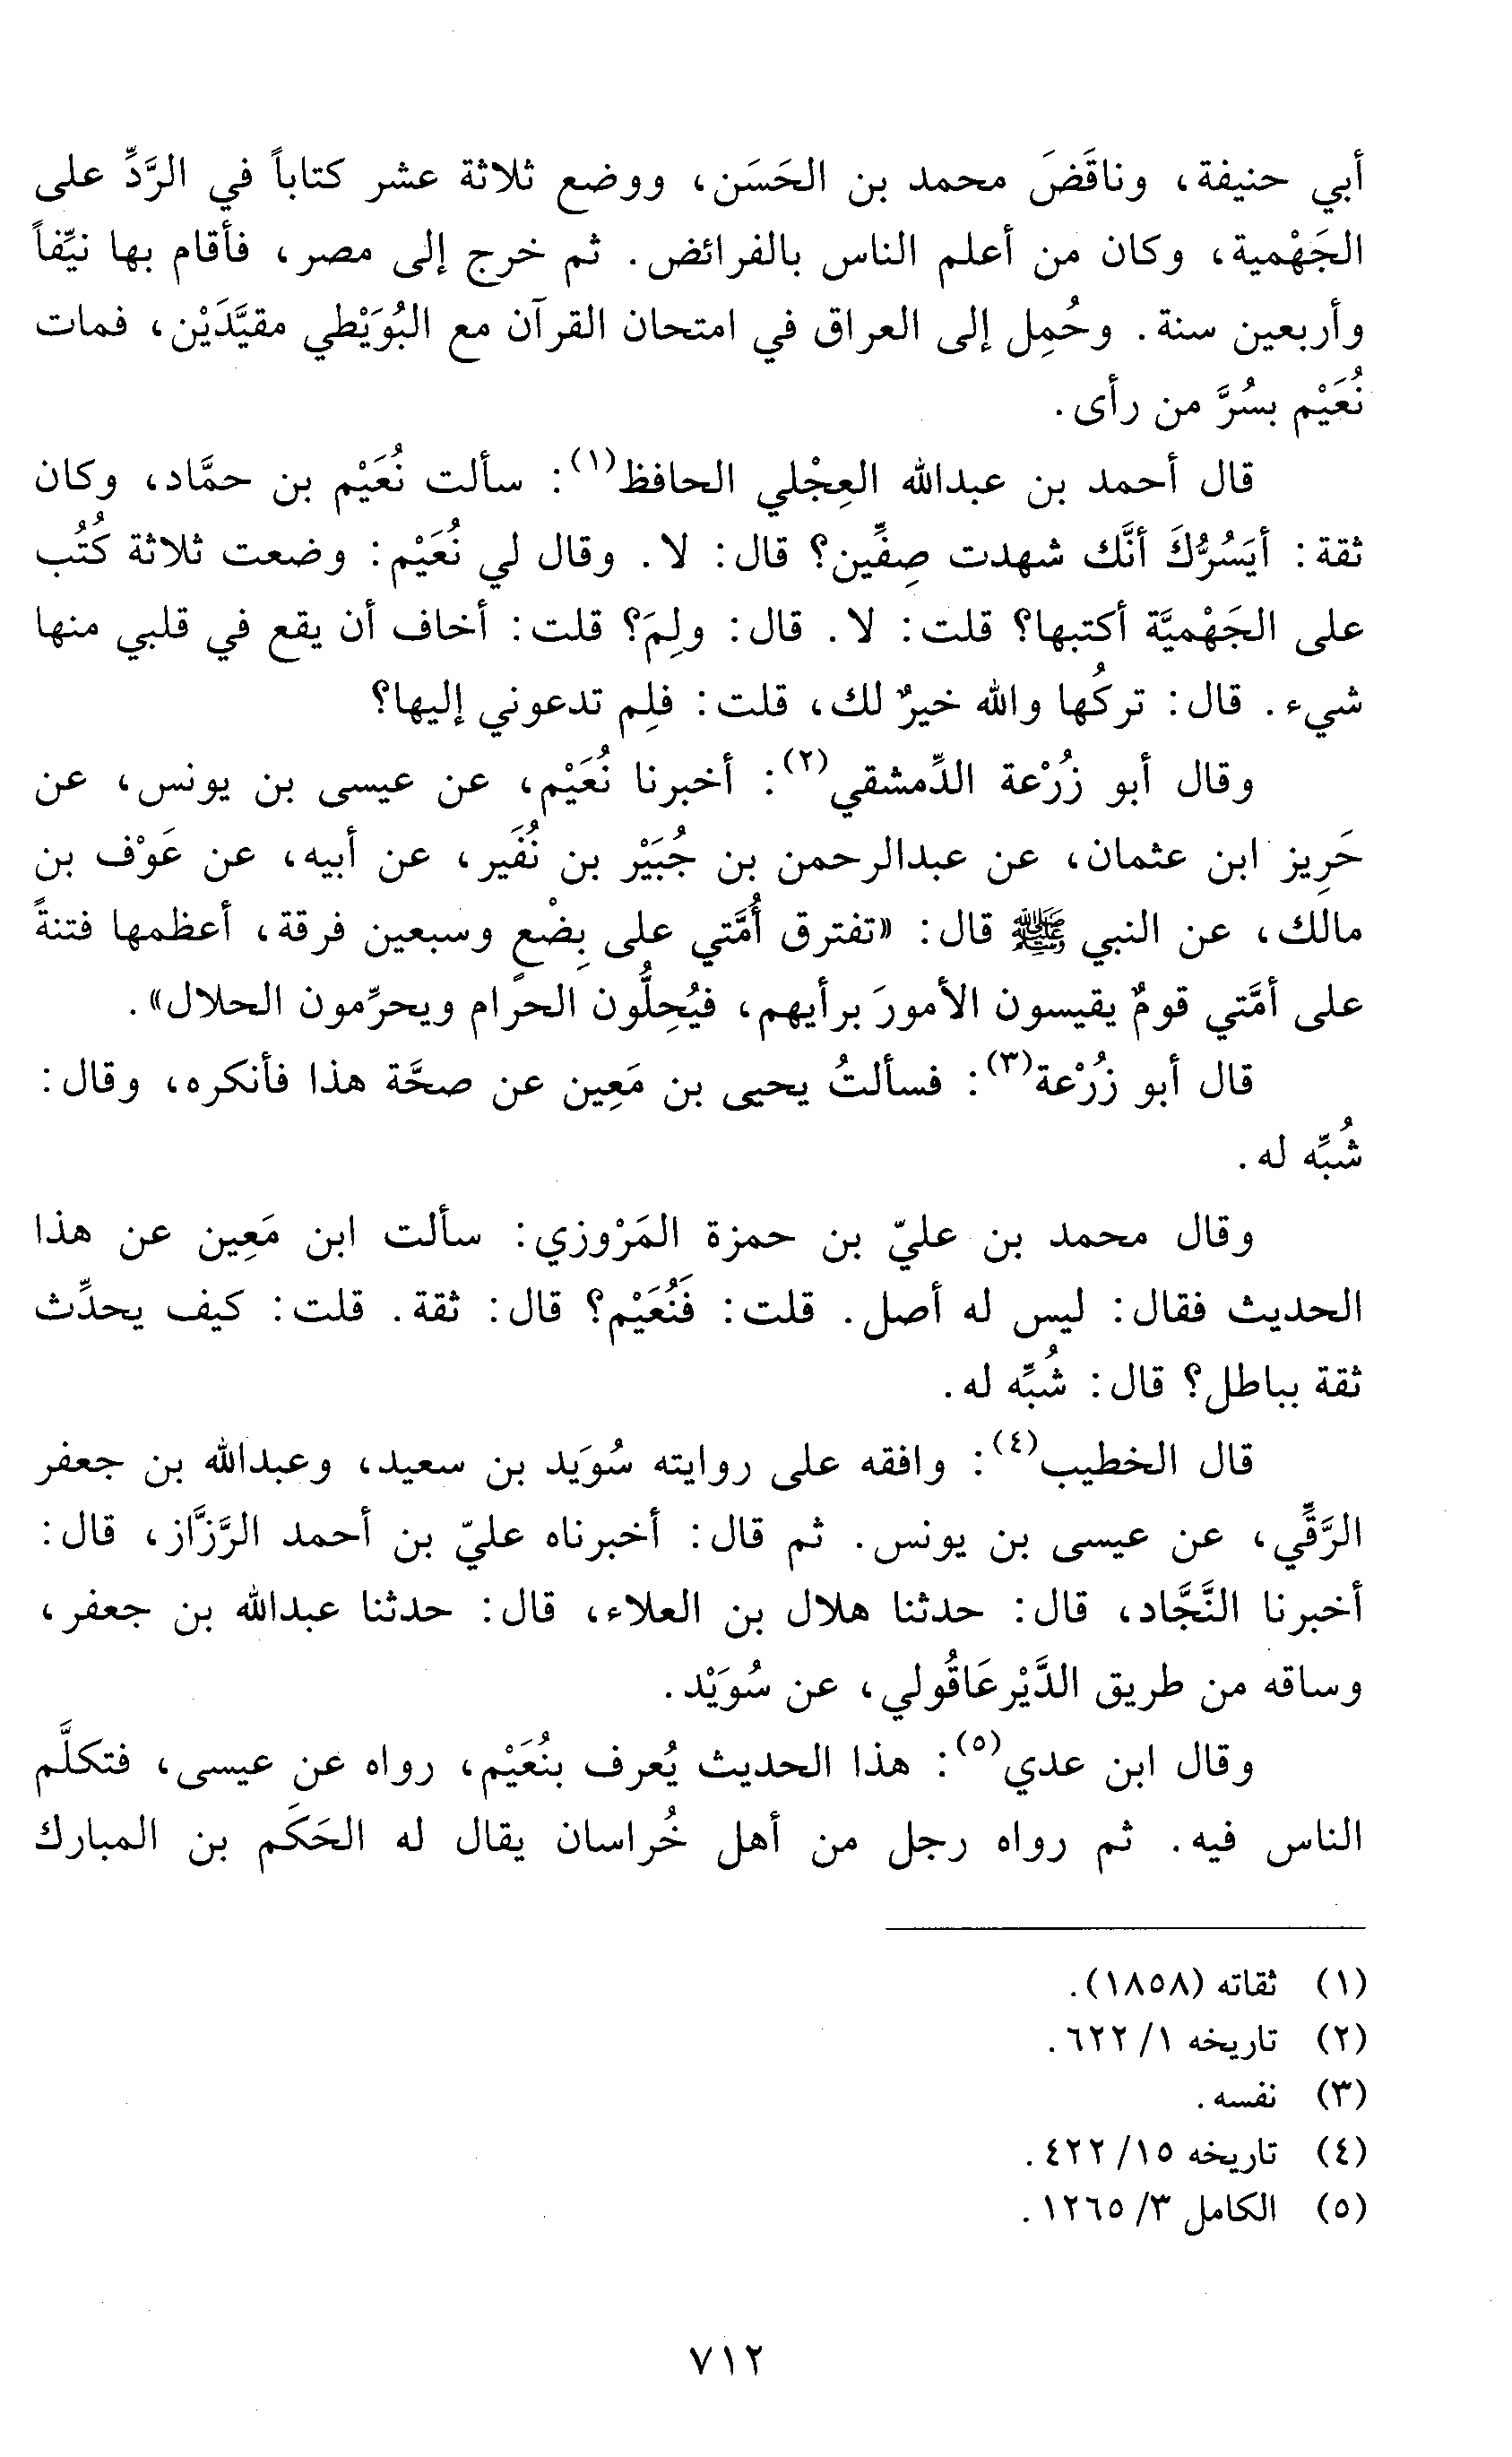 أبي حنيفة، وناقَضَ محمد بن الحَسَن، ووضع ثلاثة عشر كتاباً في الرَّدِّ على
الجَهْمية، وكان من أعلم الناس بالفرائض. ثم خرج إلى مصر، فأقام بها نيِّفاً
وأربعين سنة. وحُمِل إلى العراق في امتحان القرآن مع البُوَيْطي مقيَّدَيْن، فمات
نُعَيْم بسُرَّ من رأى.
قال أحمد بن عبدالله العِجْلي الحافظ(١): سألت نُعَيْم بن حمَّاد، وكان
ثقة: أيَسُرُّكَ أنَّك شهدت صِفِّين؟ قال: لا. وقال لي نُعَيْم: وضعت ثلاثة كُتُب
على الجَهْميَّة أكتبها؟ قلت: لا. قال: ولِمَ؟ قلت: أخاف أن يقع في قلبي منها
شيء. قال: تركُها والله خيرٌ لك، قلت: فلِم تدعوني إليها؟
وقال أبو زُرْعة الدِّمشقي(٢): أخبرنا نُعَيْم، عن عيسى بن يونس، عن
حَرِيز ابن عثمان، عن عبدالرحمن بن جُبَيْر بن نُفَير، عن أبيه، عن عَوْف بن
مالك، عن النبي ﷺ قال: «تفترق أُمَّتي على بِضْعٍ وسبعين فرقة، أعظمها فتنةً
على أمَّتي قومٌ يقيسون الأمورَ برأيهم، فيُحِلُّون الحرام ويحرِّمون الحلال».
قال أبو زُرْعة(٣): فسألتُ يحيى بن مَعِين عن صحَّة هذا فأنكره، وقال:
شُبِّه له.
وقال محمد بن عليّ بن حمزة المَرْوزي: سألت ابن مَعِين عن هذا
الحديث فقال: ليس له أصل. قلت: فَنُعَيْم؟ قال: ثقة. قلت: كيف يحدِّث
ثقة بباطل؟ قال: شُبِّه له.
قال الخطيب(٤): وافقه على روايته سُوَيد بن سعيد، وعبدالله بن جعفر
الرَّقِّي، عن عيسى بن يونس. ثم قال: أخبرناه عليّ بن أحمد الرَّزَّاز، قال:
أخبرنا النَّجَّاد، قال: حدثنا هلال بن العلاء، قال: حدثنا عبدالله بن جعفر،
وساقه من طريق الدَّيْرعَاقُولي، عن سُوَيْد.
وقال ابن عدي(٥): هذا الحديث يُعرف بنُعَيْم، رواه عن عيسى، فتكلَّم
الناس فيه. ثم رواه رجل من أهل خُراسان يقال له الحَكَم بن المبارك
(١) ثقاته (١٨٥٨).
(٢) تاريخه ١/ ٦٢٢.
(٣) نفسه.
(٤) تاريخه ١٥/ ٤٢٢.
(٥) الكامل ٣/ ١٢٦٥.
٧١٢